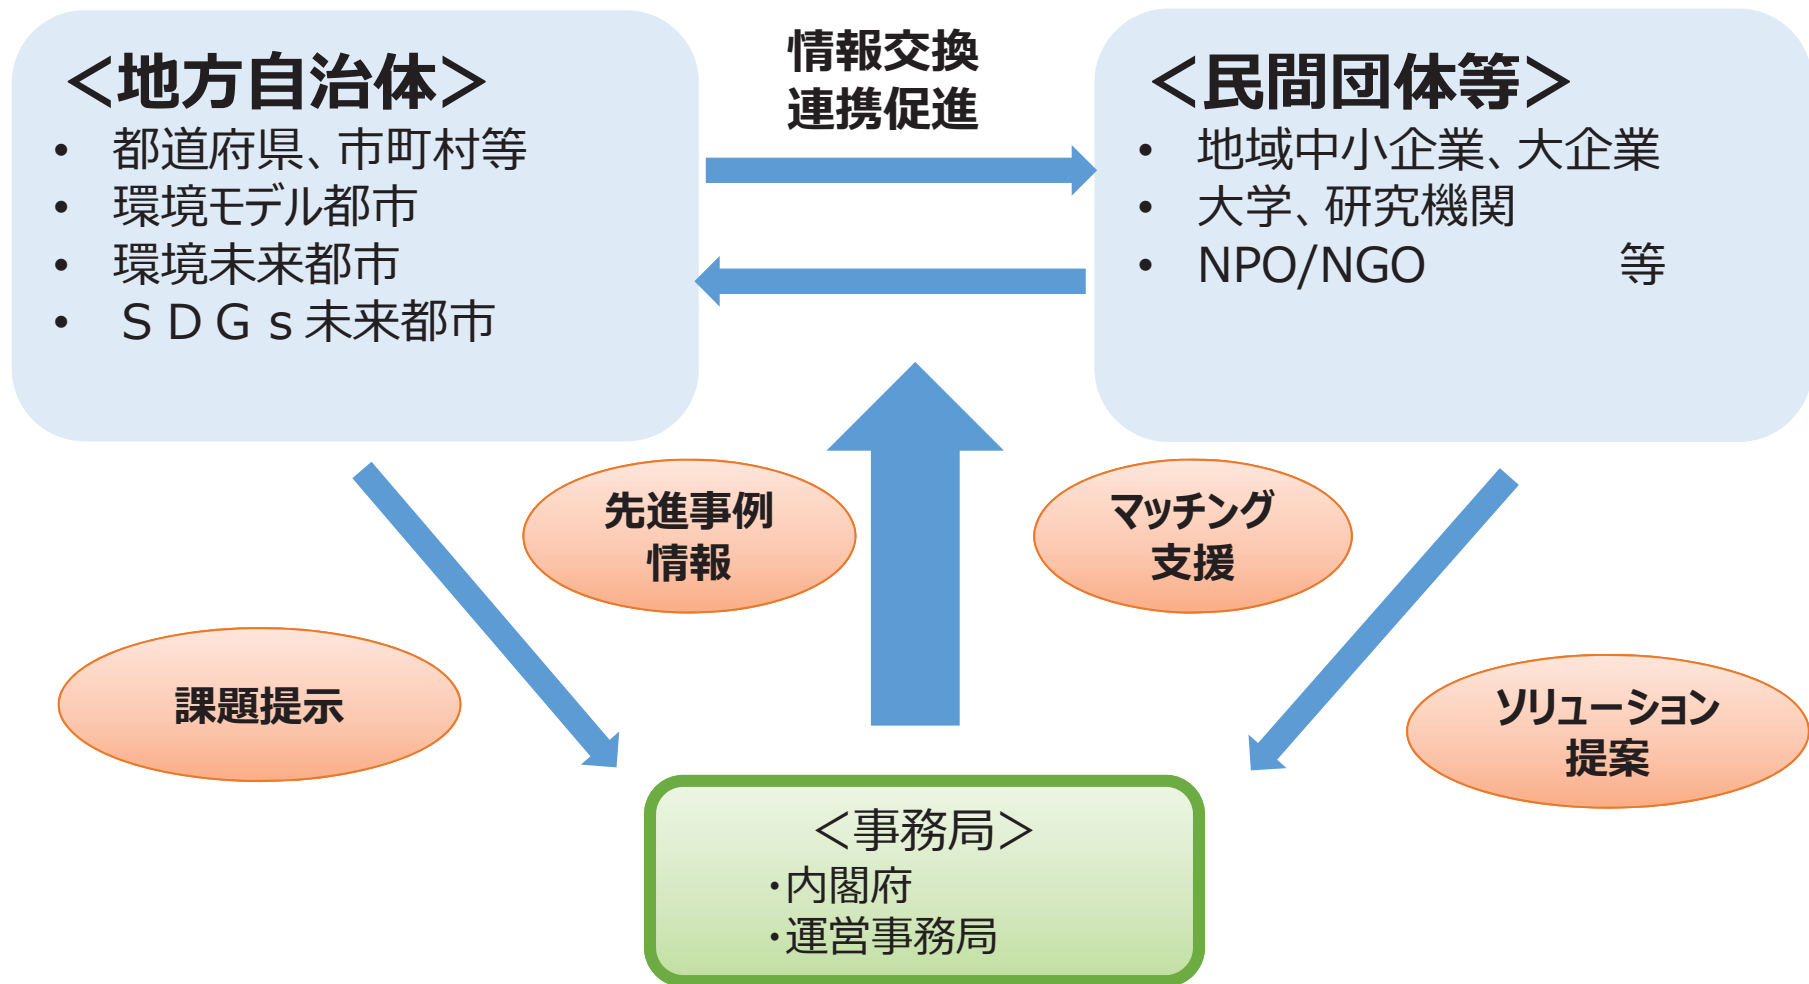 ＜地方自治体＞
• 都道府県、市町村等
• 環境モデル都市
• 環境未来都市
• ＳＤＧｓ未来都市
情報交換
連携促進
＜民間団体等＞
• 地域中小企業、大企業
• 大学、研究機関
• NPO/NGO 等
先進事例
情報
マッチング
支援
課題提示
ソリューション
提案
＜事務局＞
・内閣府
・運営事務局